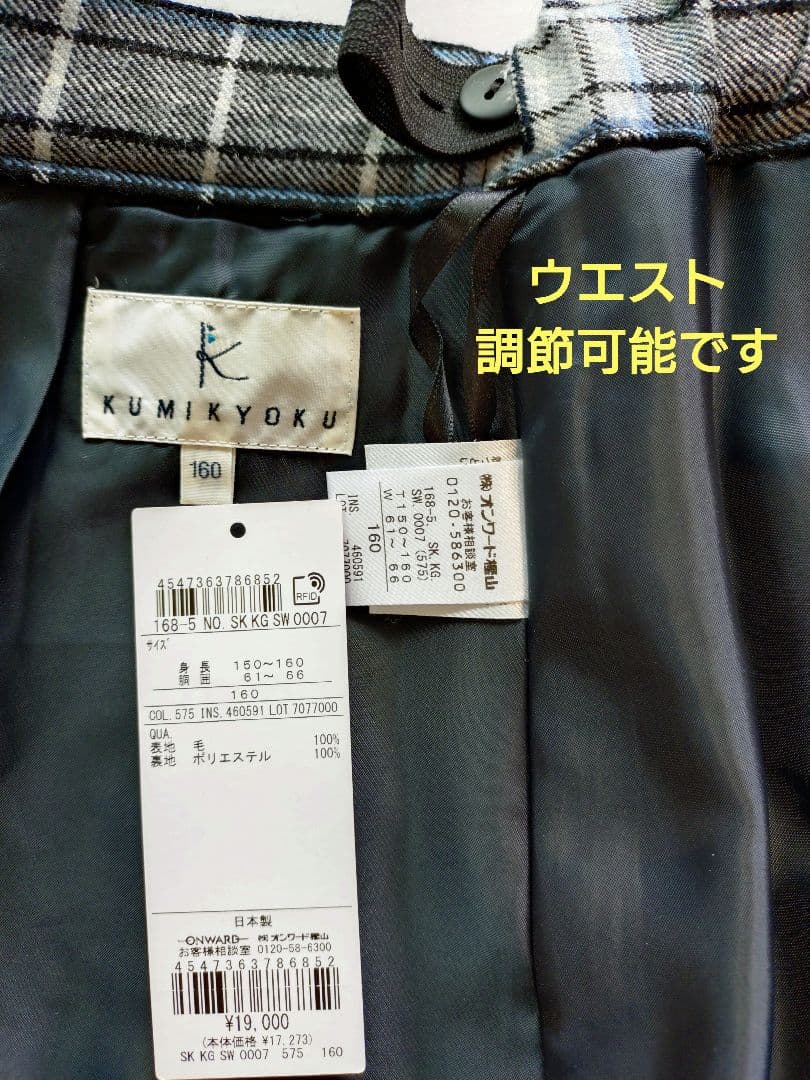 ウエスト
調節可能です
KUMIKYOKU
160
㈱オンワード樫山
お客様相談室
0120-586300
168-5. SK.KG.
SW.0007 (575)
T150~160
W 61~ 66
160
INS. 460591
LOT 7077000
4547363786852
RFID
168-5 NO. SK KG SW 0007
サイズ
身長 150~160
胴囲 61~ 66
160
COL. 575 INS. 460591 LOT 7077000
QUA.
表地 毛 100%
裏地 ポリエステル 100%
日本製
ONWARD ㈱オンワード樫山
お客様相談室 0120-58-6300
4547363786852
¥19,000
(本体価格 ¥17,273)
SK KG SW 0007 575 160